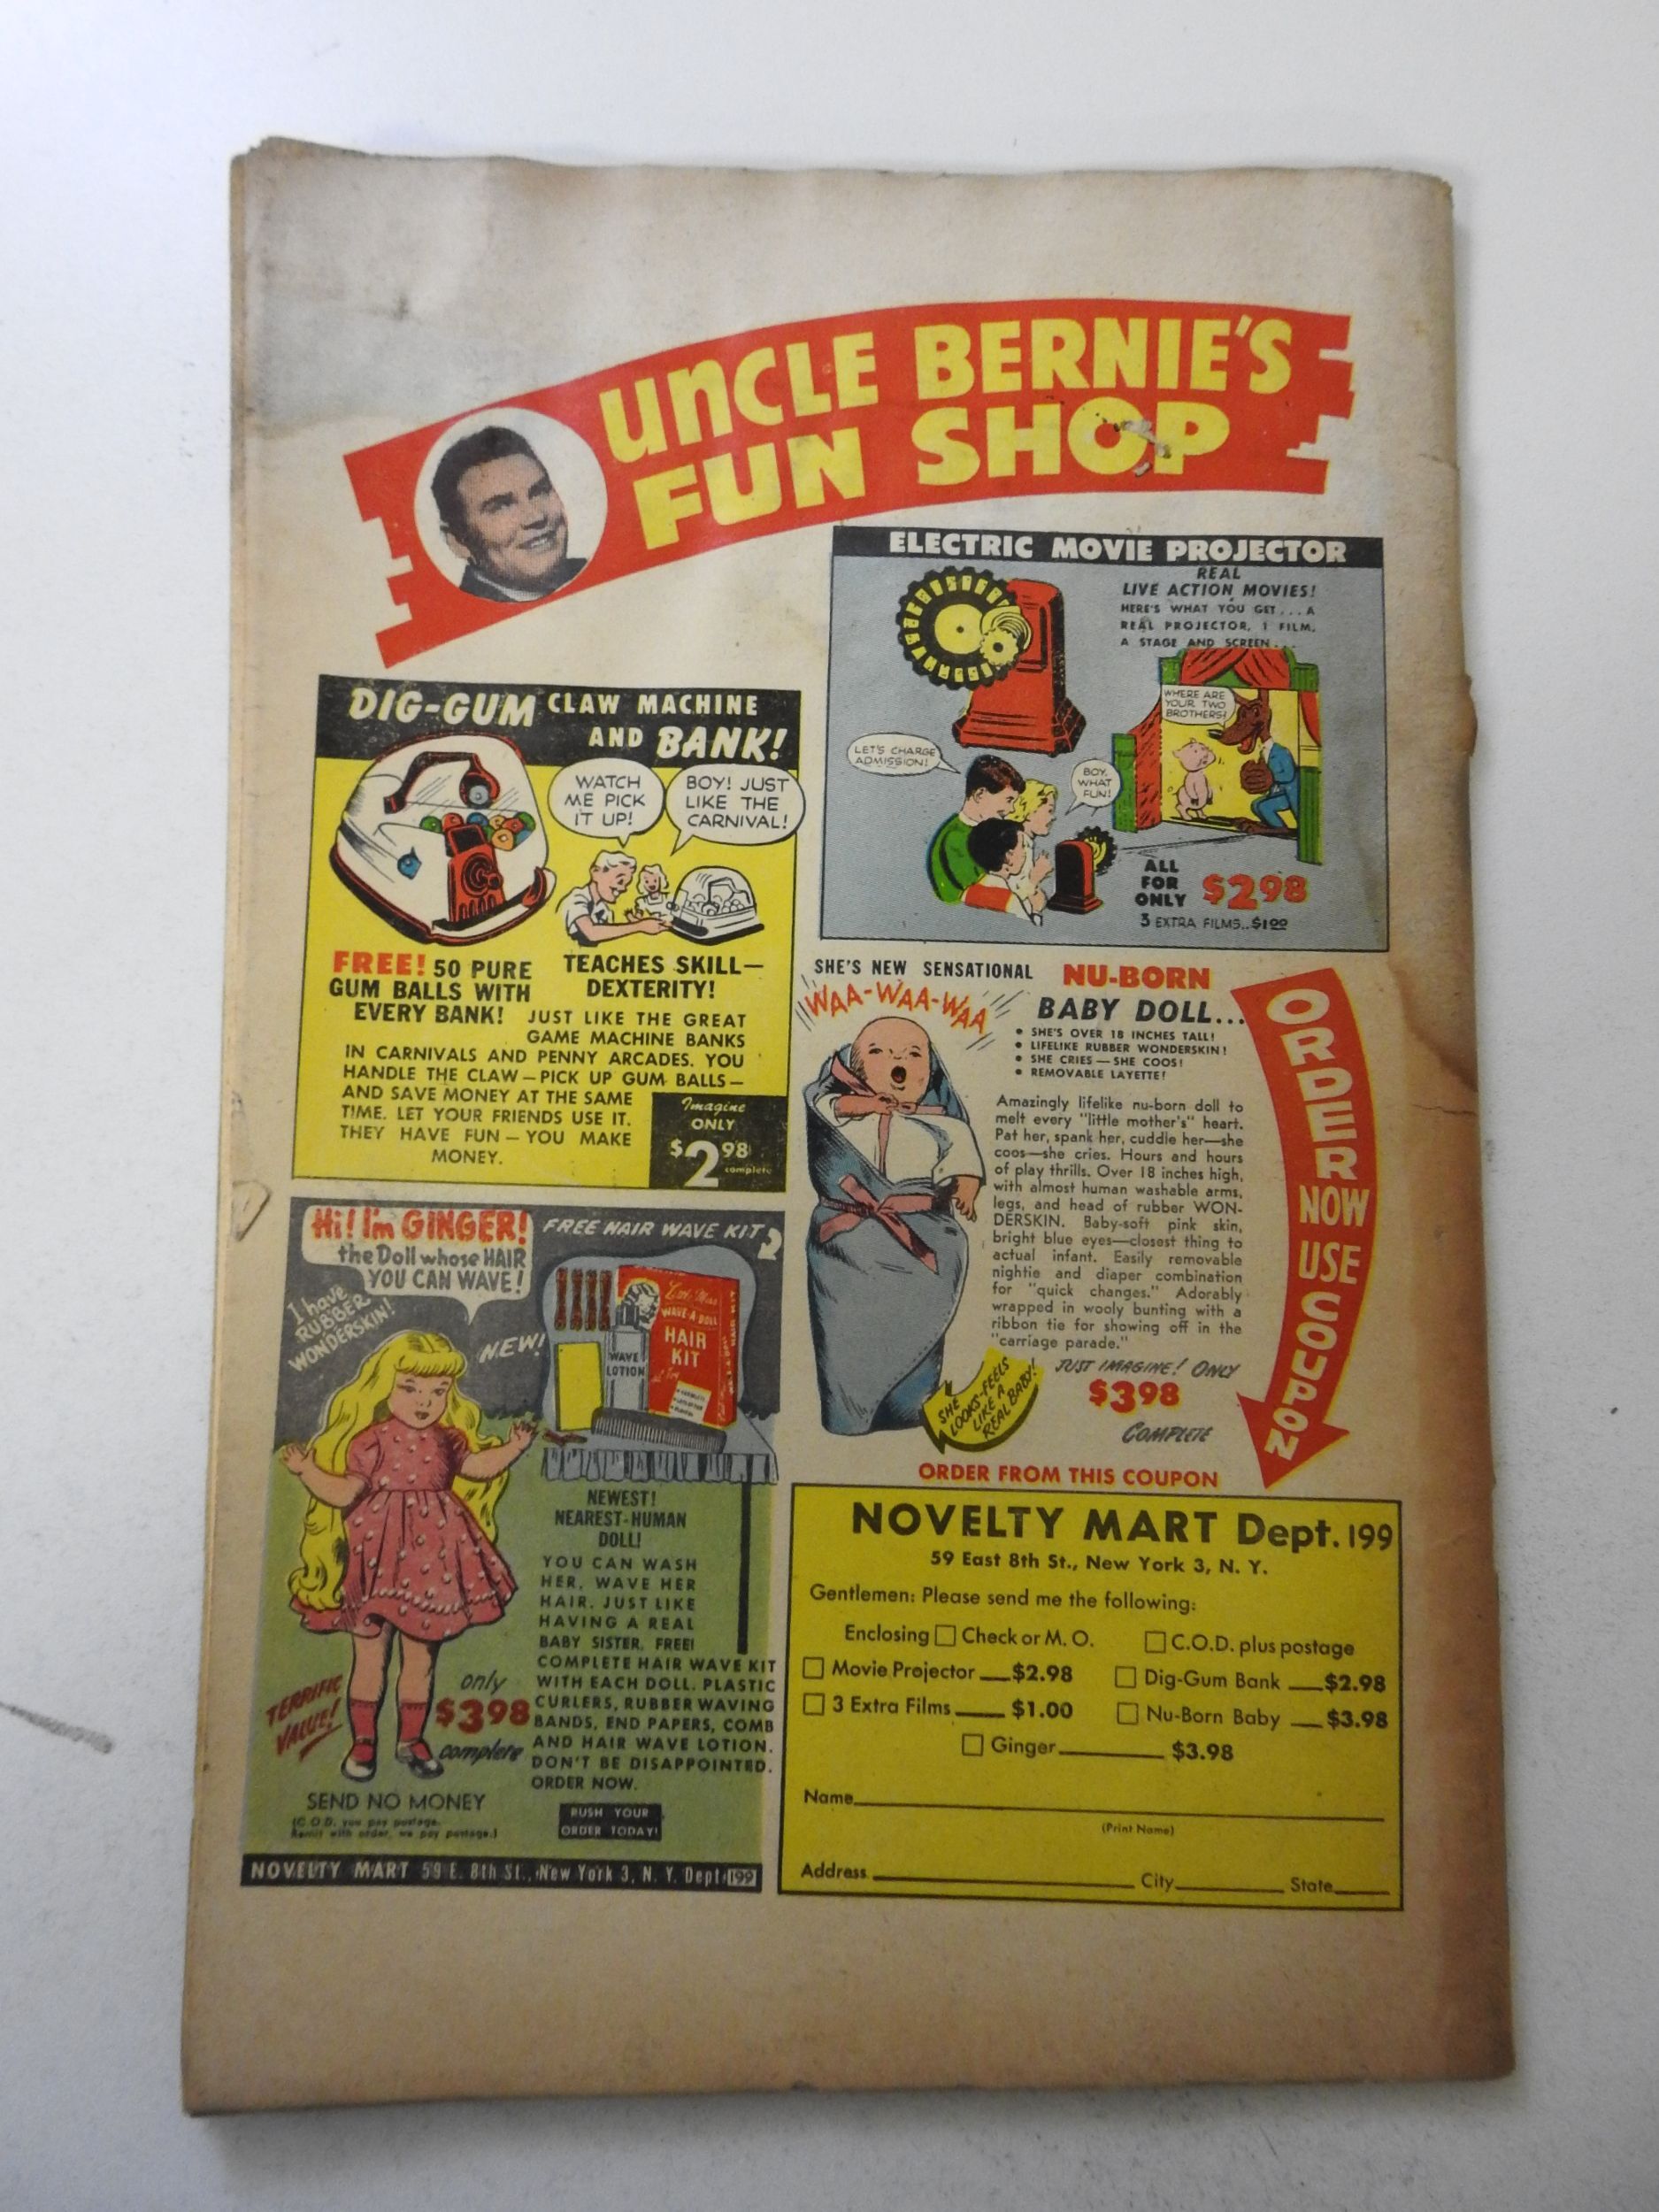 UNCLE BERNIE'S
FUN SHOP
ELECTRIC MOVIE PROJECTOR
REAL
LIVE ACTION MOVIES!
HERE'S WHAT YOU GET...A
REAL PROJECTOR, 1 FILM,
A STAGE AND SCREEN...
WHERE ARE
YOUR TWO
BROTHERS?
LET'S CHARGE
ADMISSION!
BOY,
WHAT
FUN!
ALL
FOR
ONLY
$2.98
3 EXTRA FILMS..$1.00
DIG-GUM CLAW MACHINE
AND BANK!
WATCH
ME PICK
IT UP!
BOY! JUST
LIKE THE
CARNIVAL!
FREE! 50 PURE
GUM BALLS WITH
EVERY BANK!
TEACHES SKILL—
DEXTERITY!
JUST LIKE THE GREAT
GAME MACHINE BANKS
IN CARNIVALS AND PENNY ARCADES. YOU
HANDLE THE CLAW—PICK UP GUM BALLS—
AND SAVE MONEY AT THE SAME
TIME. LET YOUR FRIENDS USE IT.
THEY HAVE FUN—YOU MAKE
MONEY.
Imagine
ONLY
$2.98
complete
SHE'S NEW SENSATIONAL NU-BORN
BABY DOLL...
WAA-WAA-WAA
• SHE'S OVER 18 INCHES TALL!
• LIFELIKE RUBBER WONDERSKIN!
• SHE CRIES—SHE COOS!
• REMOVABLE LAYETTE!
Amazingly lifelike nu-born doll to
melt every "little mother's" heart.
Pat her, spank her, cuddle her—she
coos—she cries. Hours and hours
of play thrills. Over 18 inches high,
with almost human washable arms,
legs, and head of rubber WON-
DERSKIN. Baby-soft pink skin,
bright blue eyes—closest thing to
actual infant. Easily removable
nightie and diaper combination
for "quick changes." Adorably
wrapped in wooly bunting with a
ribbon tie for showing off in the
"carriage parade."
SHE
LOOKS-FEELS
LIKE A
REAL BABY!
JUST IMAGINE! ONLY
$3.98
COMPLETE
ORDER NOW USE COUPON
Hi! I'm GINGER!
the Doll whose HAIR
YOU CAN WAVE!
I have
RUBBER
WONDERSKIN!
NEW!
FREE HAIR WAVE KIT
WAVE
LOTION
Little Miss
WAVE-A-DOLL
HAIR
KIT
NEWEST!
NEAREST-HUMAN
DOLL!
YOU CAN WASH
HER, WAVE HER
HAIR. JUST LIKE
HAVING A REAL
BABY SISTER. FREE!
COMPLETE HAIR WAVE KIT
WITH EACH DOLL. PLASTIC
CURLERS, RUBBER WAVING
BANDS, END PAPERS, COMB
AND HAIR WAVE LOTION.
DON'T BE DISAPPOINTED.
ORDER NOW.
TERRIFIC
VALUE!
only
$3.98
complete
SEND NO MONEY
(C.O.D. you pay postage.
Remit with order, we pay postage.)
RUSH YOUR
ORDER TODAY!
NOVELTY MART 59 E. 8th St., New York 3, N. Y. Dept. 199
ORDER FROM THIS COUPON
NOVELTY MART Dept. 199
59 East 8th St., New York 3, N. Y.
Gentlemen: Please send me the following:
Enclosing Check or M. O. C.O.D. plus postage
Movie Projector $2.98 Dig-Gum Bank $2.98
3 Extra Films $1.00 Nu-Born Baby $3.98
Ginger $3.98
Name
(Print Name)
Address City State